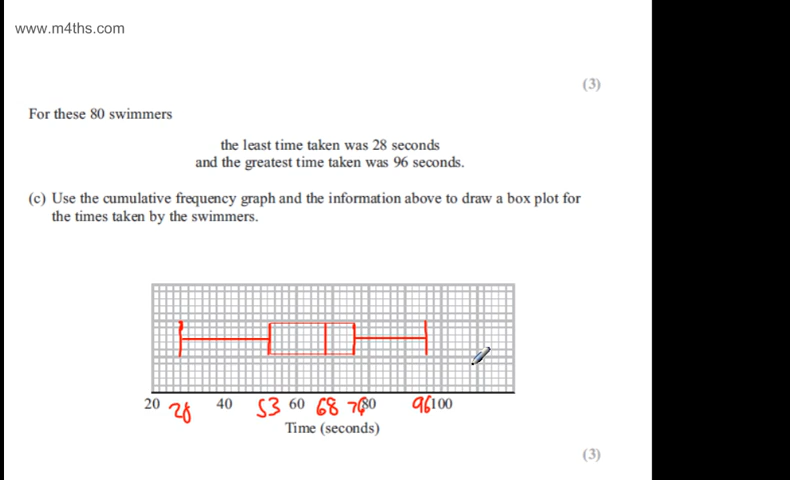 www.m4ths.com
(3)
For these 80 swimmers
the least time taken was 28 seconds
and the greatest time taken was 96 seconds.
(c) Use the cumulative frequency graph and the information above to draw a box plot for
the times taken by the swimmers.
20 28 40 53 60 68 76 80 96 100
Time (seconds)
(3)